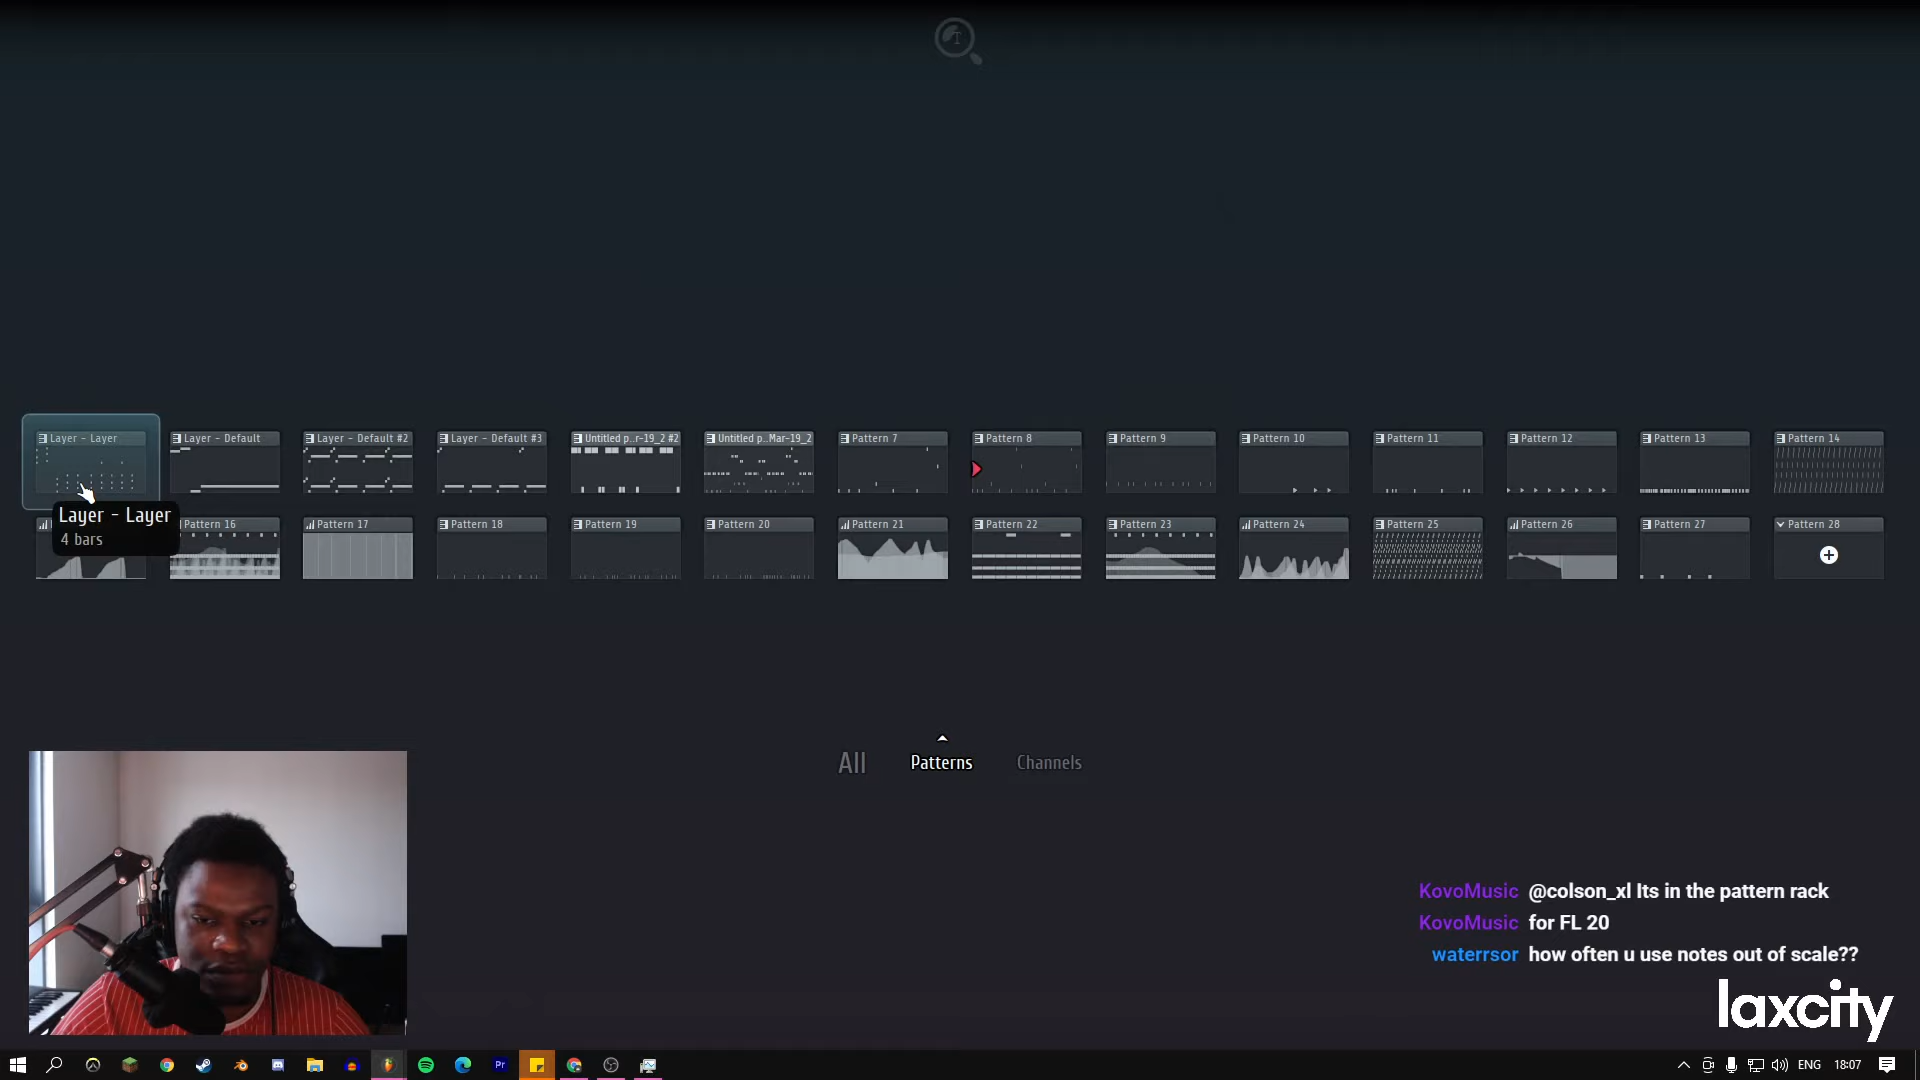 Layer - Layer
Layer - Default
Layer - Default #2
Layer - Default #3
Untitled p..r-19_2 #2
Untitled p..Mar-19_2
Pattern 7
Pattern 8
Pattern 9
Pattern 10
Pattern 11
Pattern 12
Pattern 13
Pattern 14
Layer - Layer
4 bars
Pattern 16
Pattern 17
Pattern 18
Pattern 19
Pattern 20
Pattern 21
Pattern 22
Pattern 23
Pattern 24
Pattern 25
Pattern 26
Pattern 27
Pattern 28
All Patterns Channels
KovoMusic @colson_xl Its in the pattern rack
KovoMusic for FL 20
waterrsor how often u use notes out of scale??
laxcity
Pr
ENG 18:07